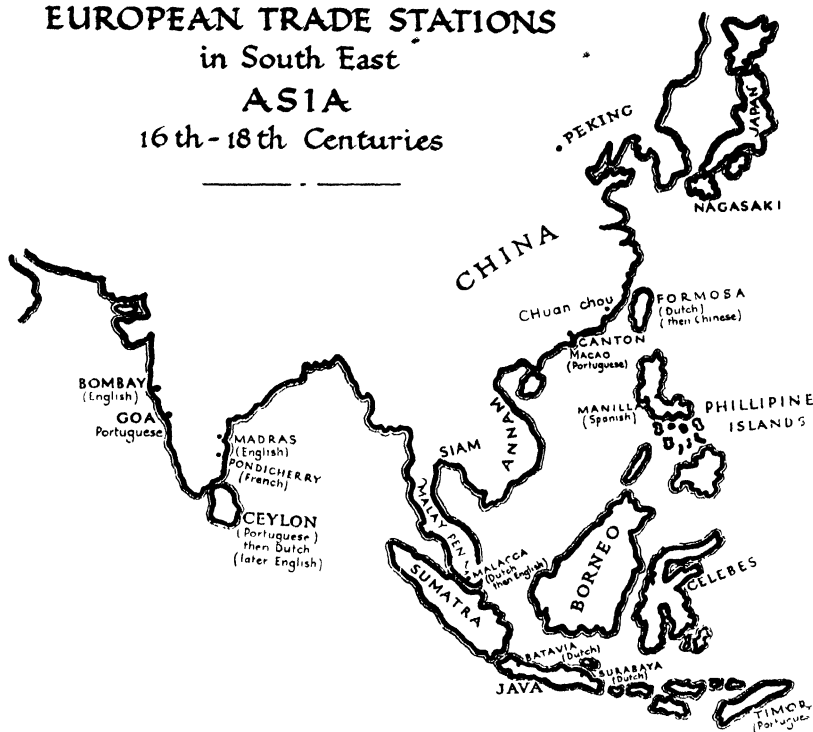 EUROPEAN TRADE STATIONS
in South East
ASIA
16th-18th Centuries
PEKING
JAPAN
NAGASAKI
CHINA
CHuan chou
FORMOSA
(Dutch)
(then Chinese)
CANTON
MACAO
(Portuguese)
BOMBAY
(English)
GOA
Portuguese
MADRAS
(English)
PONDICHERRY
(French)
CEYLON
(Portuguese)
then Dutch
(later English)
SIAM
ANNAM
MANILLA
(Spanish)
PHILLIPINE
ISLANDS
MALAY PEN
MALACCA
(Dutch
then English)
SUMATRA
BORNEO
CELEBES
BATAVIA
(Dutch)
SURABAYA
(Dutch)
JAVA
TIMOR
(Portugue